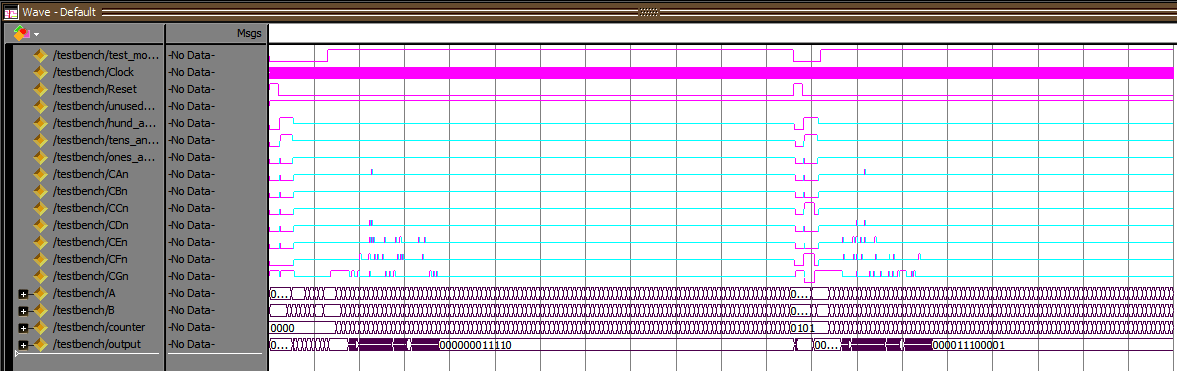 Wave - Default
Msgs
/testbench/test_mo... -No Data-
/testbench/Clock -No Data-
/testbench/Reset -No Data-
/testbench/unused... -No Data-
/testbench/hund_a... -No Data-
/testbench/tens_an... -No Data-
/testbench/ones_a... -No Data-
/testbench/CAn -No Data-
/testbench/CBn -No Data-
/testbench/CCn -No Data-
/testbench/CDn -No Data-
/testbench/CEn -No Data-
/testbench/CFn -No Data-
/testbench/CGn -No Data-
/testbench/A -No Data- 0... 0...
/testbench/B -No Data- 0... 0...
/testbench/counter -No Data- 0000 0101
/testbench/output -No Data- 0... 000000011110 00... 000011100001